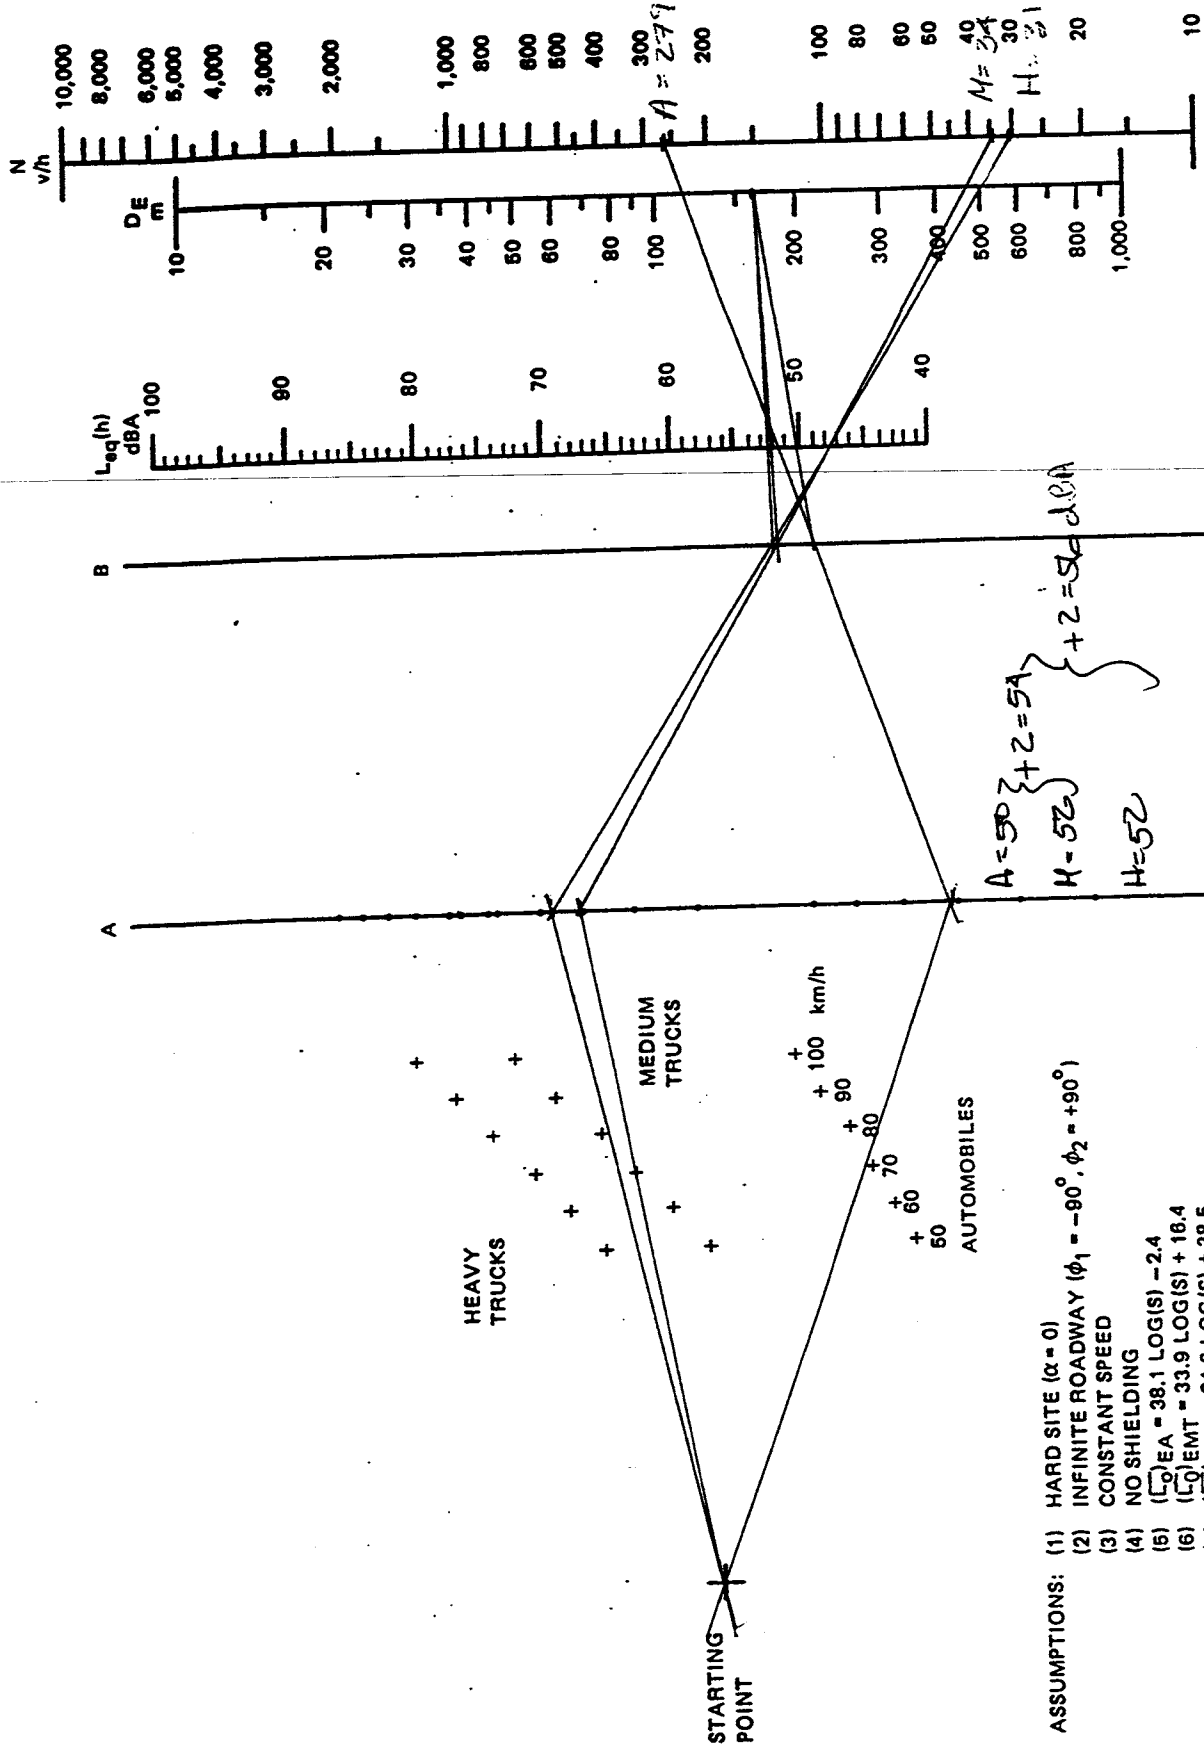 N
v/h
10,000
8,000
6,000
5,000
4,000
3,000
2,000
1,000
800
600
500
400
300
200
100
80
60
50
40
30
20
10
A = 279
M = 34
H = 31
D_E
m
10
20
30
40
50
60
80
100
200
300
400
500
600
800
1,000
L_eq(h)
dBA
100
90
80
70
60
50
40
B
A
HEAVY
TRUCKS
MEDIUM
TRUCKS
100 km/h
90
80
70
60
50
AUTOMOBILES
STARTING
POINT
A = 50 } + 2 = 54 } + 2 = 56 dBA
M = 52
H = 52
ASSUMPTIONS: (1) HARD SITE (α = 0)
(2) INFINITE ROADWAY (ϕ1 = −90°, ϕ2 = +90°)
(3) CONSTANT SPEED
(4) NO SHIELDING
(5) (L̅o)EA = 38.1 LOG(S) −2.4
(6) (L̅o)EMT = 33.9 LOG(S) + 16.4